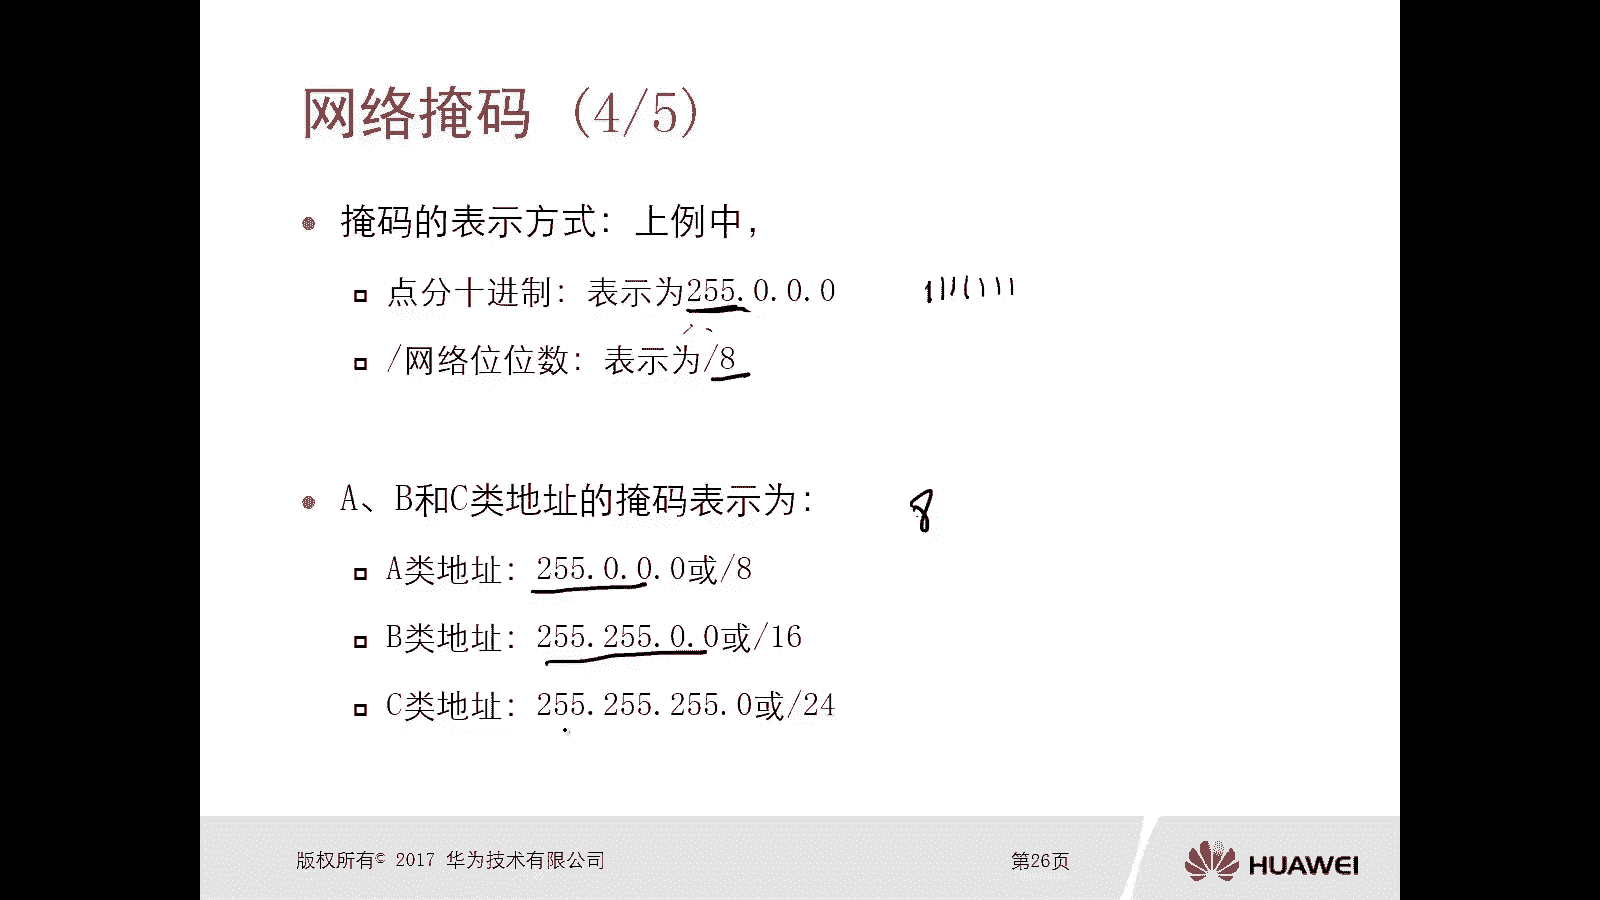 网络掩码 (4/5)
掩码的表示方式：上例中，
点分十进制：表示为255.0.0.0
11111111
/网络位位数：表示为/8
A、B和C类地址的掩码表示为：
8
A类地址：255.0.0.0或/8
B类地址：255.255.0.0或/16
C类地址：255.255.255.0或/24
版权所有© 2017 华为技术有限公司
第26页
HUAWEI